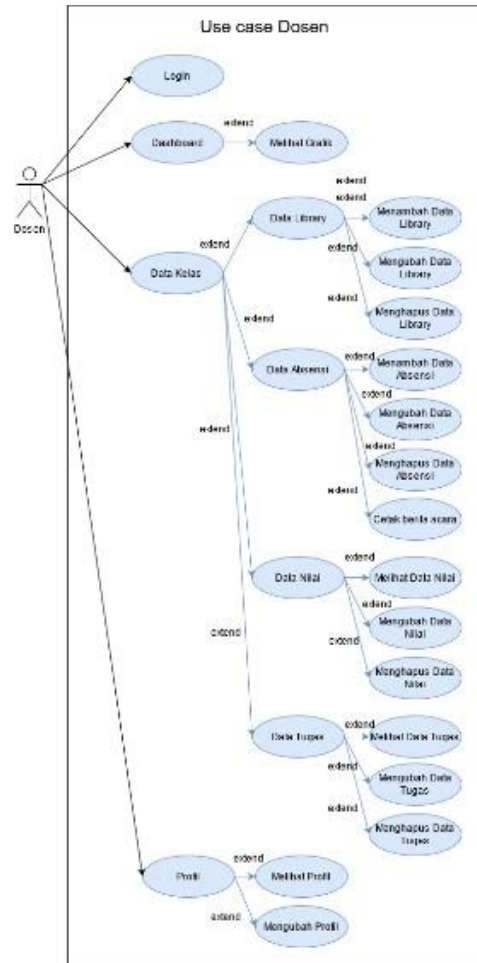 Use case Dosen
Login
Dashboard
extend
Melihat Grafik
Dosen
Data Kelas
extend
Data Library
extend
extend
Menambah Data
Library
Mengubah Data
Library
extend
Menghapus Data
Library
extend
Data Absensi
extend
Menambah Data
Absensi
extend
Mengubah Data
Absensi
extend
Menghapus Data
Absensi
extend
Cetak berita acara
extend
Data Nilai
extend
Melihat Data Nilai
extend
Mengubah Data
Nilai
extend
Menghapus Data
Nilai
extend
Data Tugas
extend
Melihat Data Tugas
extend
Mengubah Data
Tugas
extend
Menghapus Data
Tugas
Profil
extend
Melihat Profil
extend
Mengubah Profil